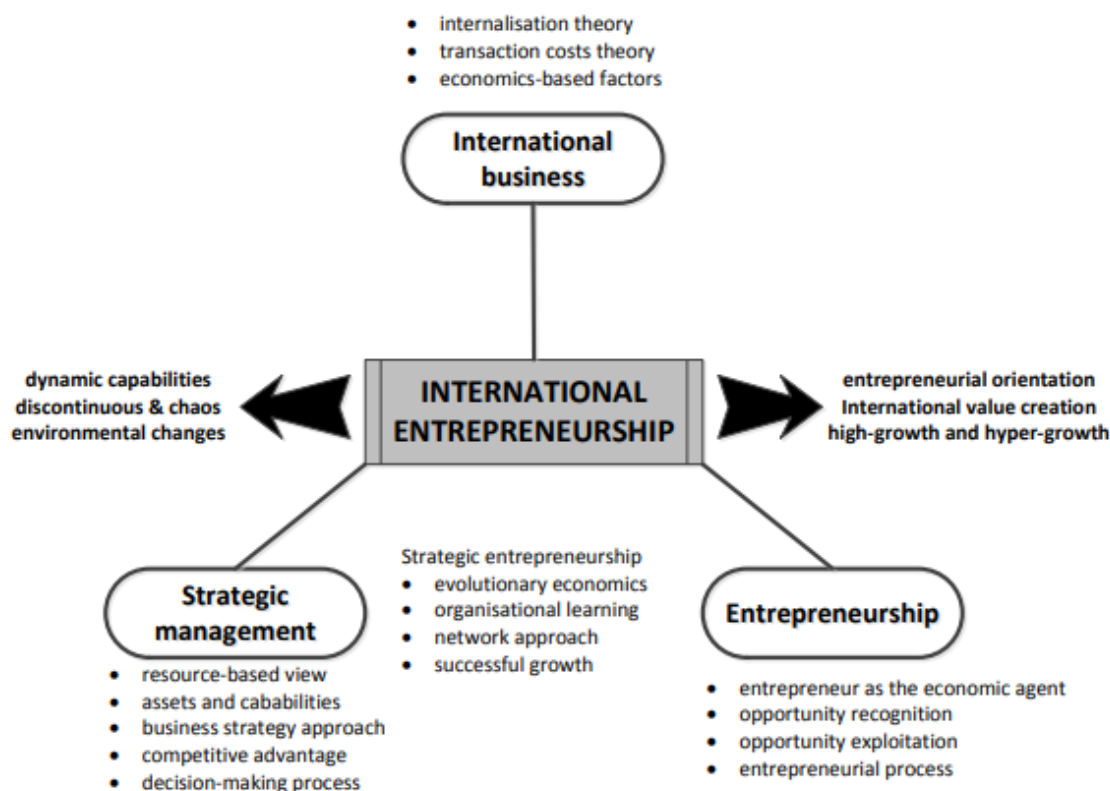 • internalisation theory
• transaction costs theory
• economics-based factors
International
business
dynamic capabilities
discontinuous & chaos
environmental changes
INTERNATIONAL
ENTREPRENEURSHIP
entrepreneurial orientation
International value creation
high-growth and hyper-growth
Strategic
management
• resource-based view
• assets and cababilities
• business strategy approach
• competitive advantage
• decision-making process
Strategic entrepreneurship
• evolutionary economics
• organisational learning
• network approach
• successful growth
Entrepreneurship
• entrepreneur as the economic agent
• opportunity recognition
• opportunity exploitation
• entrepreneurial process